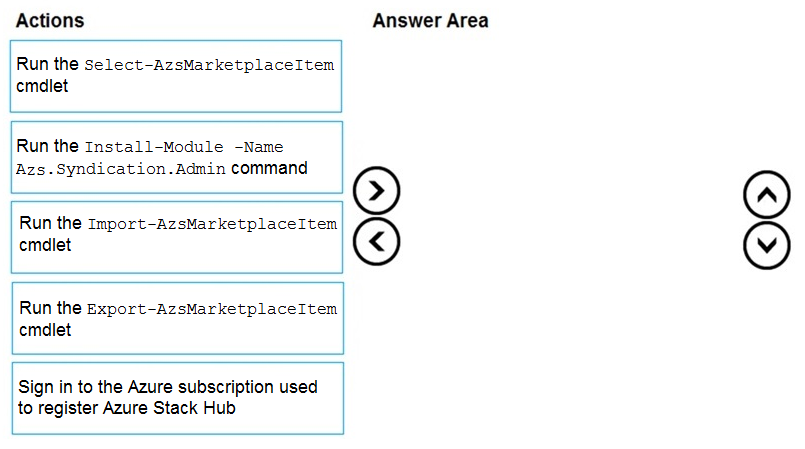 Actions
Answer Area
Run the Select-AzsMarketplaceItem
cmdlet
Run the Install-Module -Name
Azs.Syndication.Admin command
Run the Import-AzsMarketplaceItem
cmdlet
Run the Export-AzsMarketplaceItem
cmdlet
Sign in to the Azure subscription used
to register Azure Stack Hub